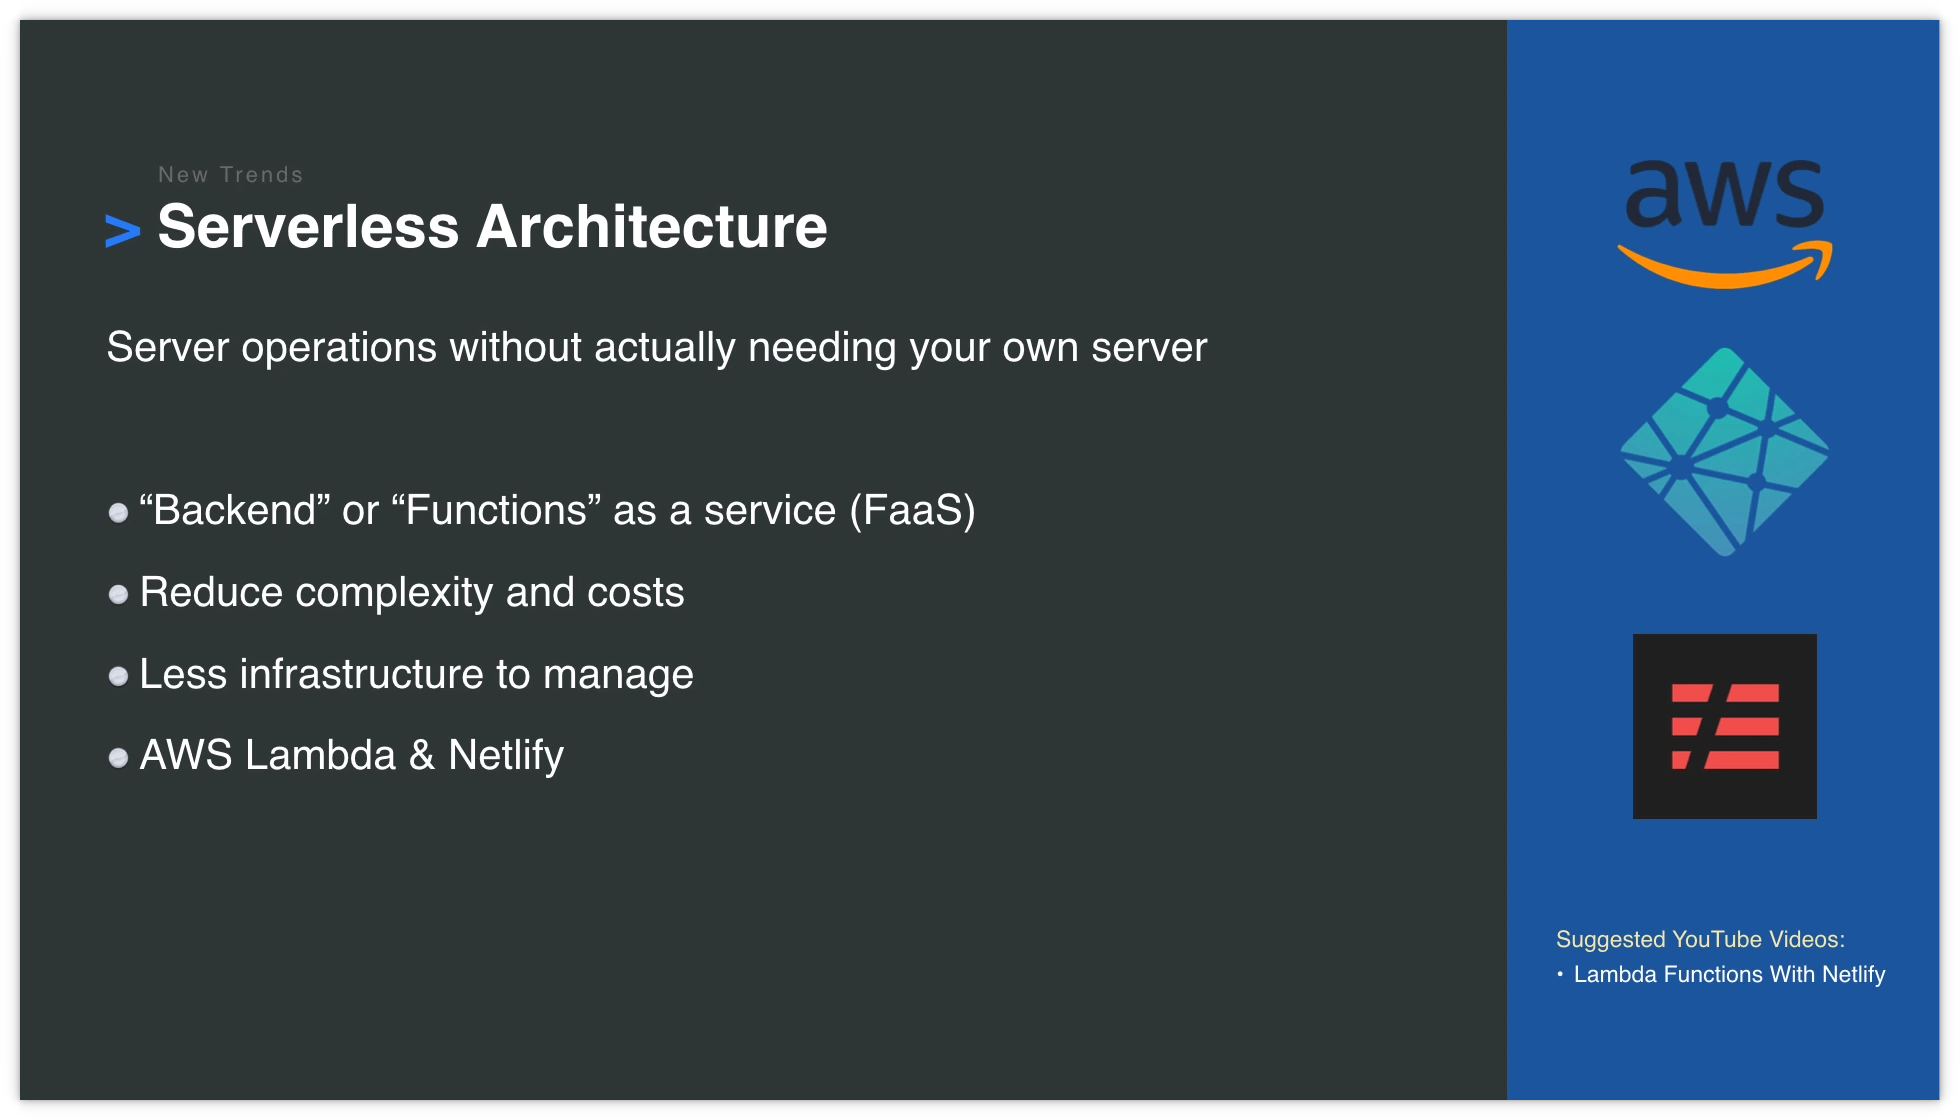 New Trends
> Serverless Architecture
Server operations without actually needing your own server
“Backend” or “Functions” as a service (FaaS)
Reduce complexity and costs
Less infrastructure to manage
AWS Lambda & Netlify
aws
Suggested YouTube Videos:
• Lambda Functions With Netlify